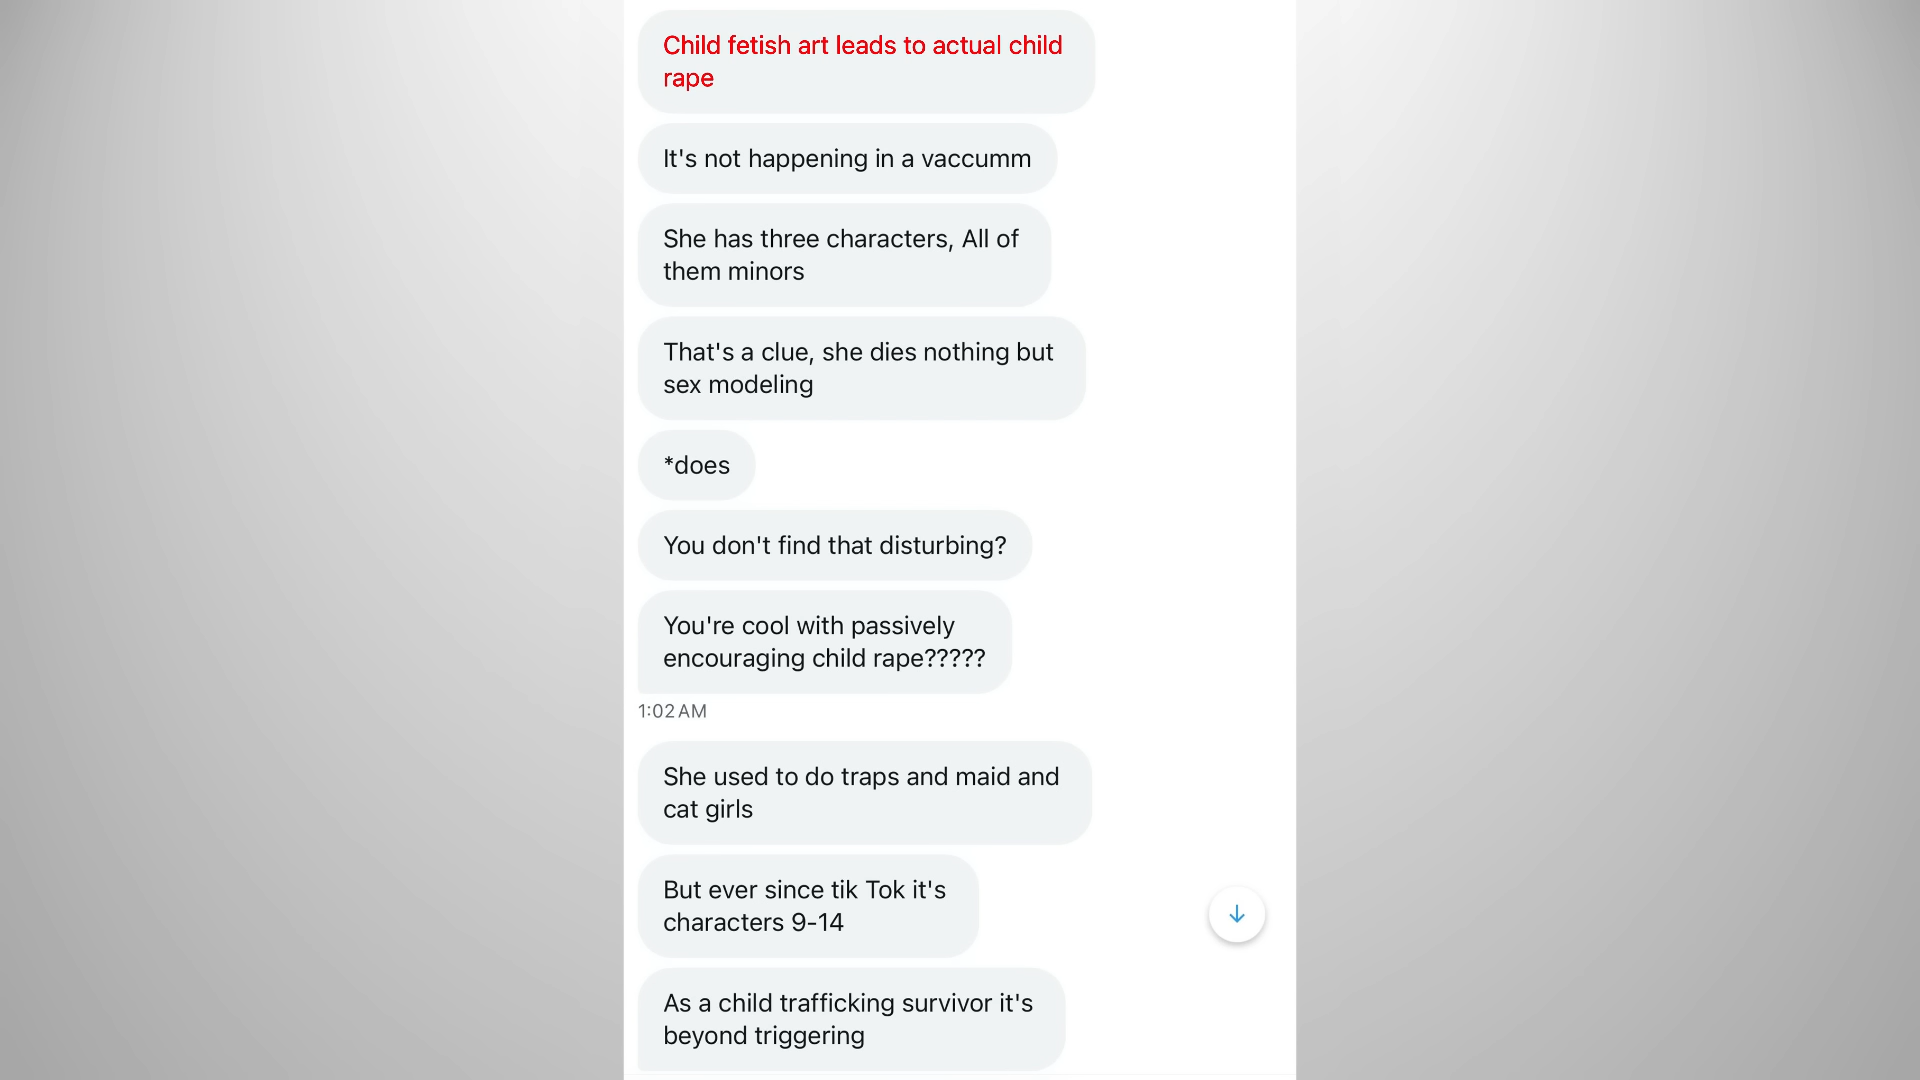 Child fetish art leads to actual child
rape
It's not happening in a vaccumm
She has three characters, All of
them minors
That's a clue, she dies nothing but
sex modeling
*does
You don't find that disturbing?
You're cool with passively
encouraging child rape?????
1:02 AM
She used to do traps and maid and
cat girls
But ever since tik Tok it's
characters 9-14
As a child trafficking survivor it's
beyond triggering